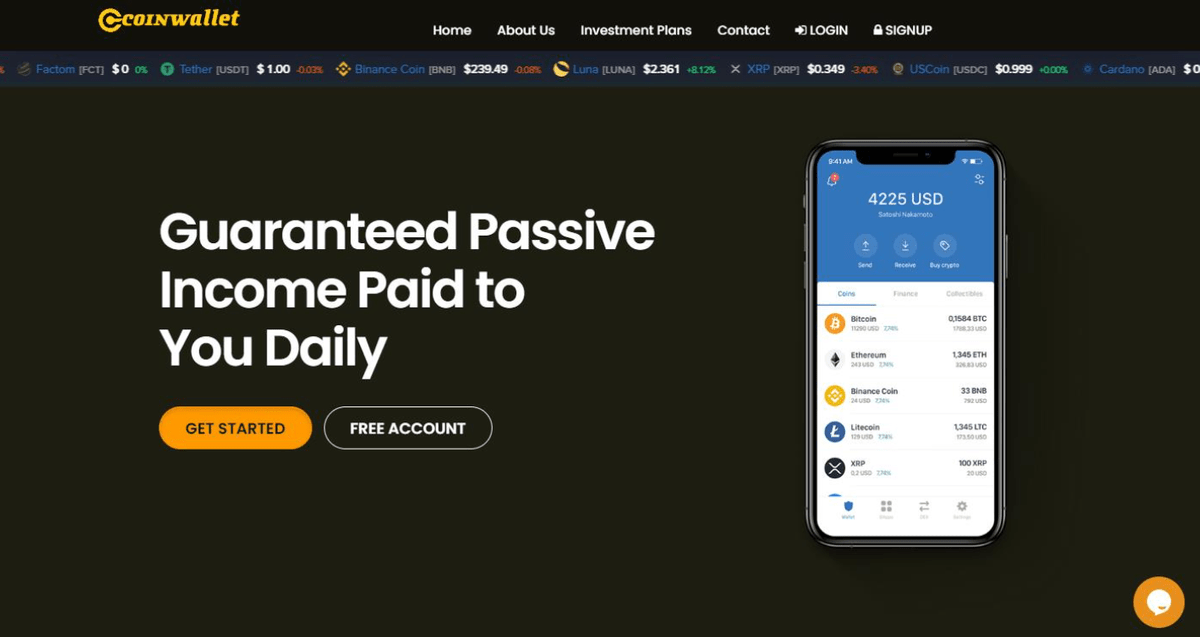 COINWallet
Home About Us Investment Plans Contact LOGIN SIGNUP
% Factom [FCT] $ 0 0% Tether [USDT] $ 1.00 -0.03% Binance Coin [BNB] $239.49 -0.08% Luna [LUNA] $2.361 +8.12% XRP [XRP] $0.349 -3.40% USCoin [USDC] $0.999 +0.00% Cardano [ADA] $ 0
Guaranteed Passive
Income Paid to
You Daily
GET STARTED FREE ACCOUNT
9:41 AM
4225 USD
Satoshi Nakamoto
Send Receive Buy crypto
Coins Finance Collectibles
Bitcoin 0,1584 BTC
11290 USD 7,74% 1788,33 USD
Ethereum 1,345 ETH
243 USD 7,74% 326,83 USD
Binance Coin 33 BNB
24 USD 7,74% 792 USD
Litecoin 1,345 LTC
129 USD 7,74% 173,50 USD
XRP 100 XRP
0,2 USD 7,74% 20 USD
Wallet DEX Settings